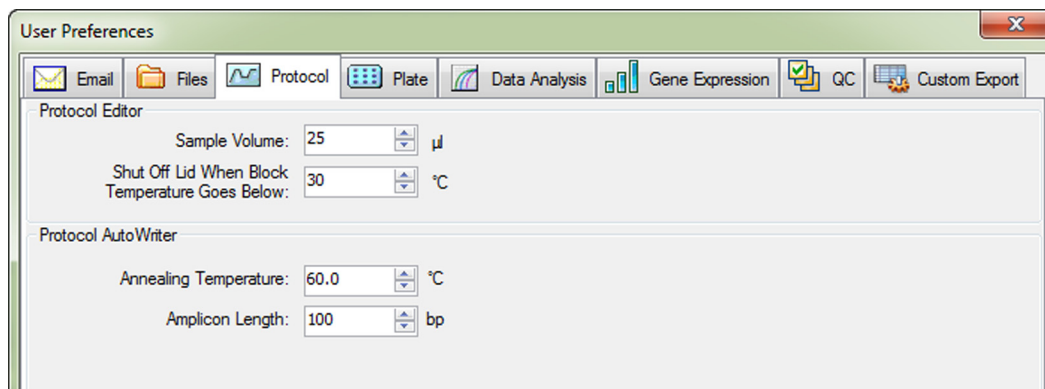 User Preferences
Email Files Protocol Plate Data Analysis Gene Expression QC Custom Export
Protocol Editor
Sample Volume: 25 µl
Shut Off Lid When Block
Temperature Goes Below: 30 °C
Protocol AutoWriter
Annealing Temperature: 60.0 °C
Amplicon Length: 100 bp